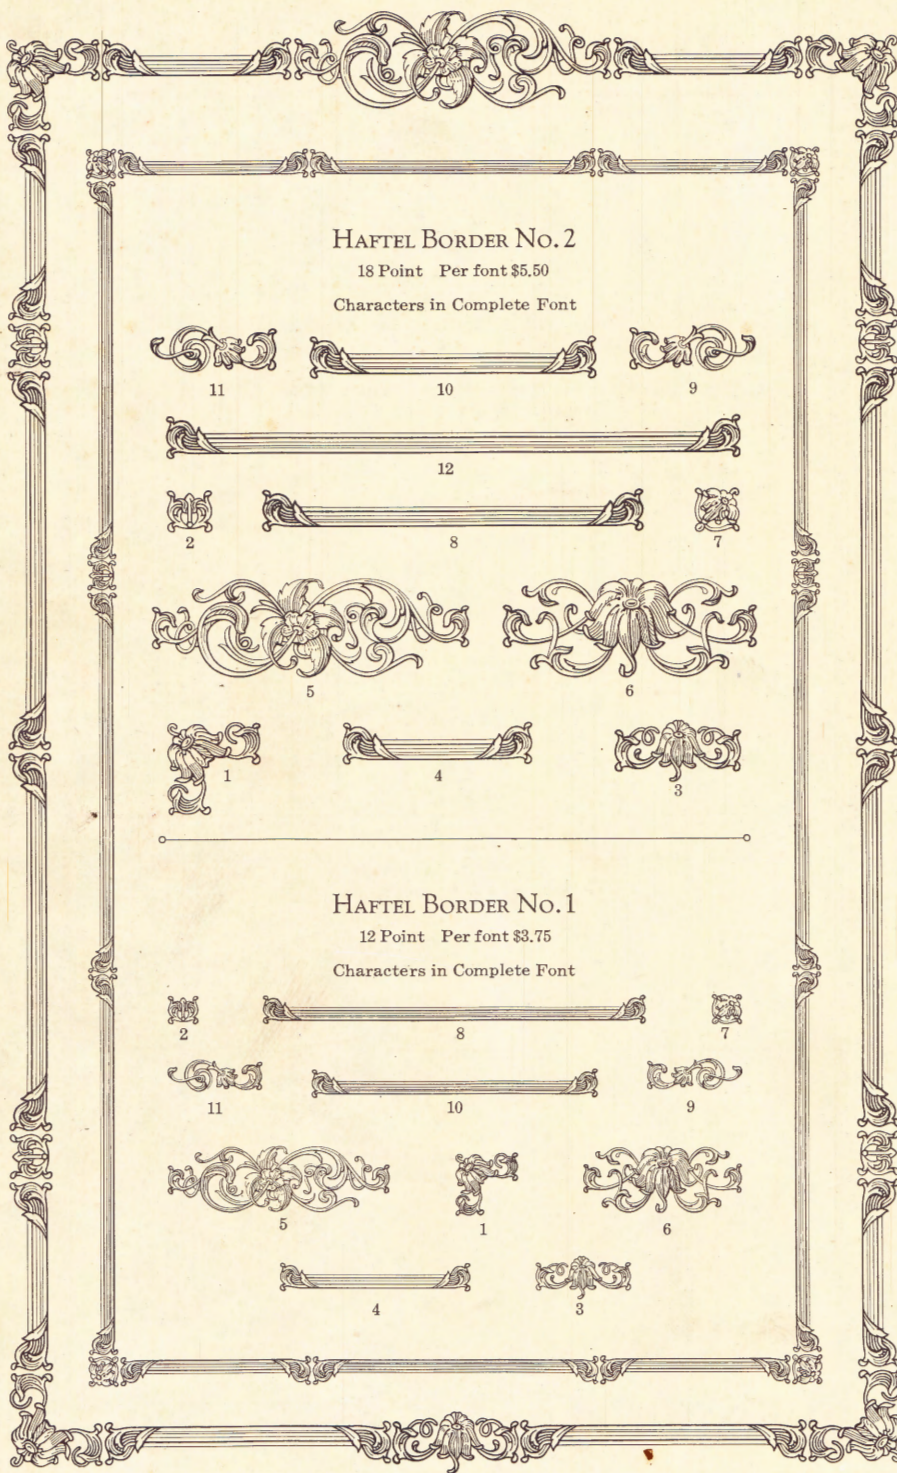 Haftel Border No. 2
18 Point Per font $5.50
Characters in Complete Font
11 10 9
12
2 8 7
5 6
1 4 3
Haftel Border No. 1
12 Point Per font $3.75
Characters in Complete Font
2 8 7
11 10 9
5 1 6
4 3